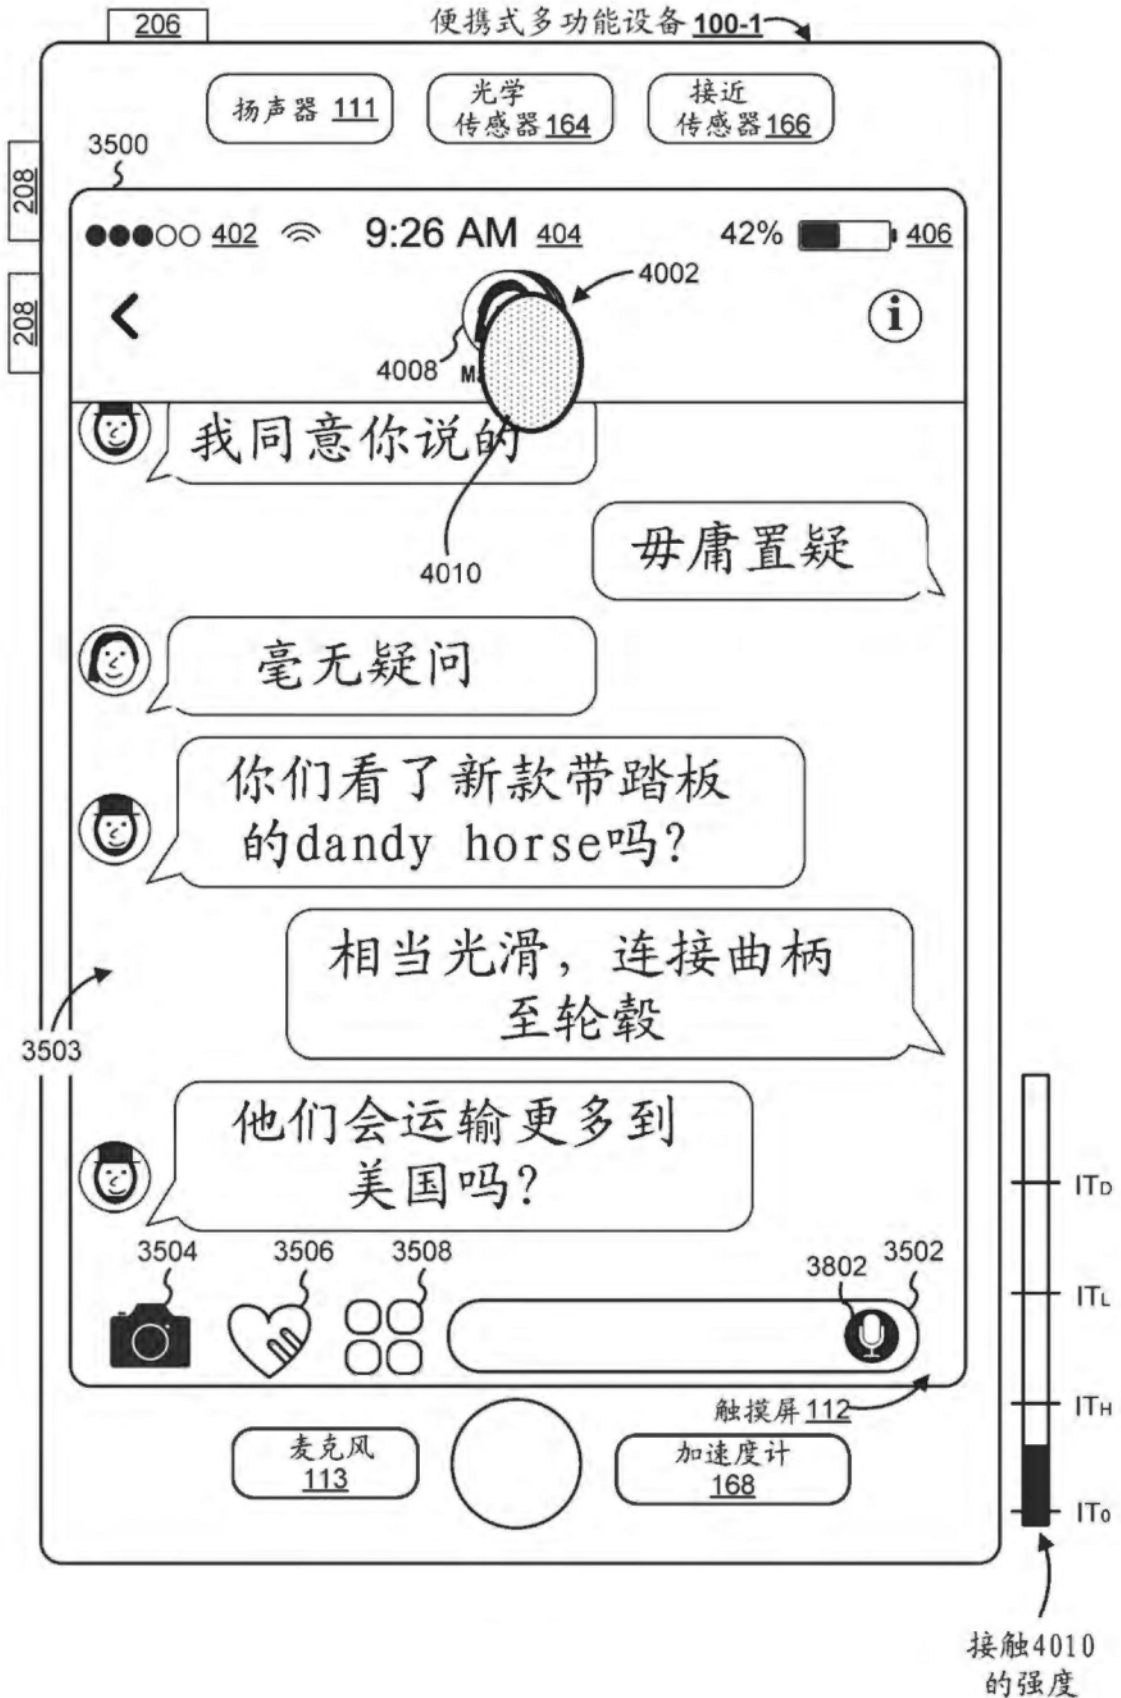 206
便携式多功能设备 100-1
扬声器 111
光学
传感器 164
接近
传感器 166
3500
208
402
9:26 AM 404
42%
406
4002
208
4008
我同意你说的
毋庸置疑
4010
毫无疑问
你们看了新款带踏板
的dandy horse吗?
相当光滑，连接曲柄
至轮毂
3503
他们会运输更多到
美国吗?
ITD
3504
3506
3508
3802
3502
ITL
触摸屏 112
ITH
麦克风
113
加速度计
168
IT0
接触4010
的强度